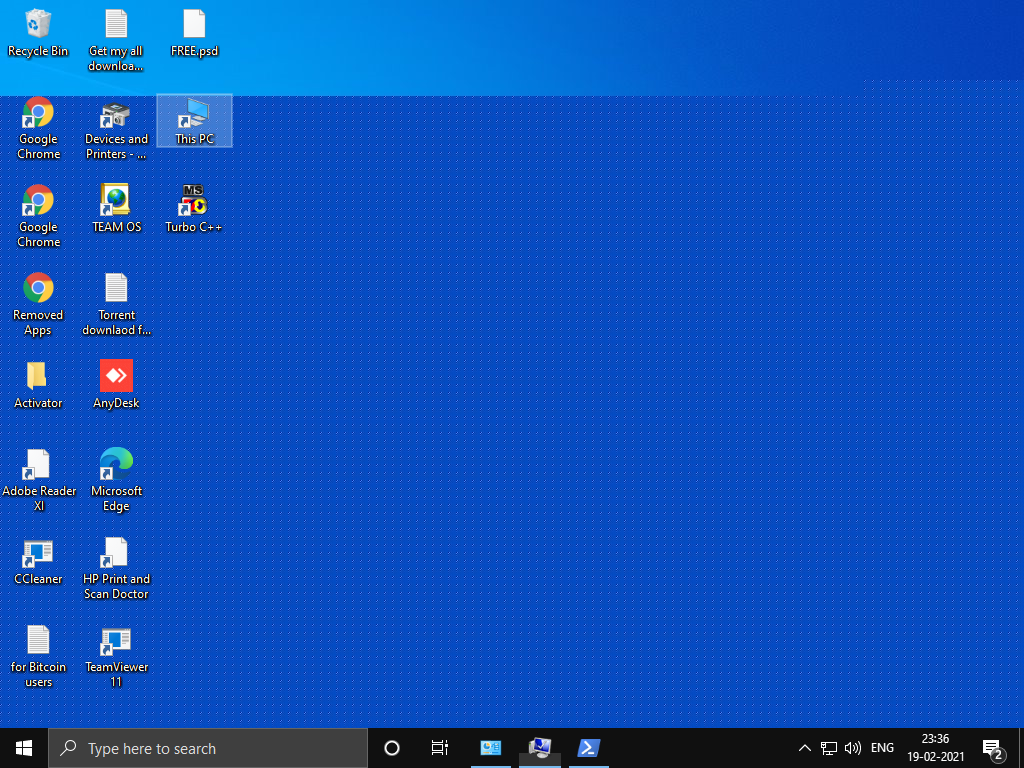 Recycle Bin
Get my all
downloa...
FREE.psd
Google
Chrome
Devices and
Printers - ...
This PC
Google
Chrome
TEAM OS
MS
Turbo C++
Removed
Apps
Torrent
downlaod f...
Activator
AnyDesk
Adobe Reader
XI
Microsoft
Edge
CCleaner
HP Print and
Scan Doctor
for Bitcoin
users
TeamViewer
11
Type here to search
ENG
23:36
19-02-2021
2